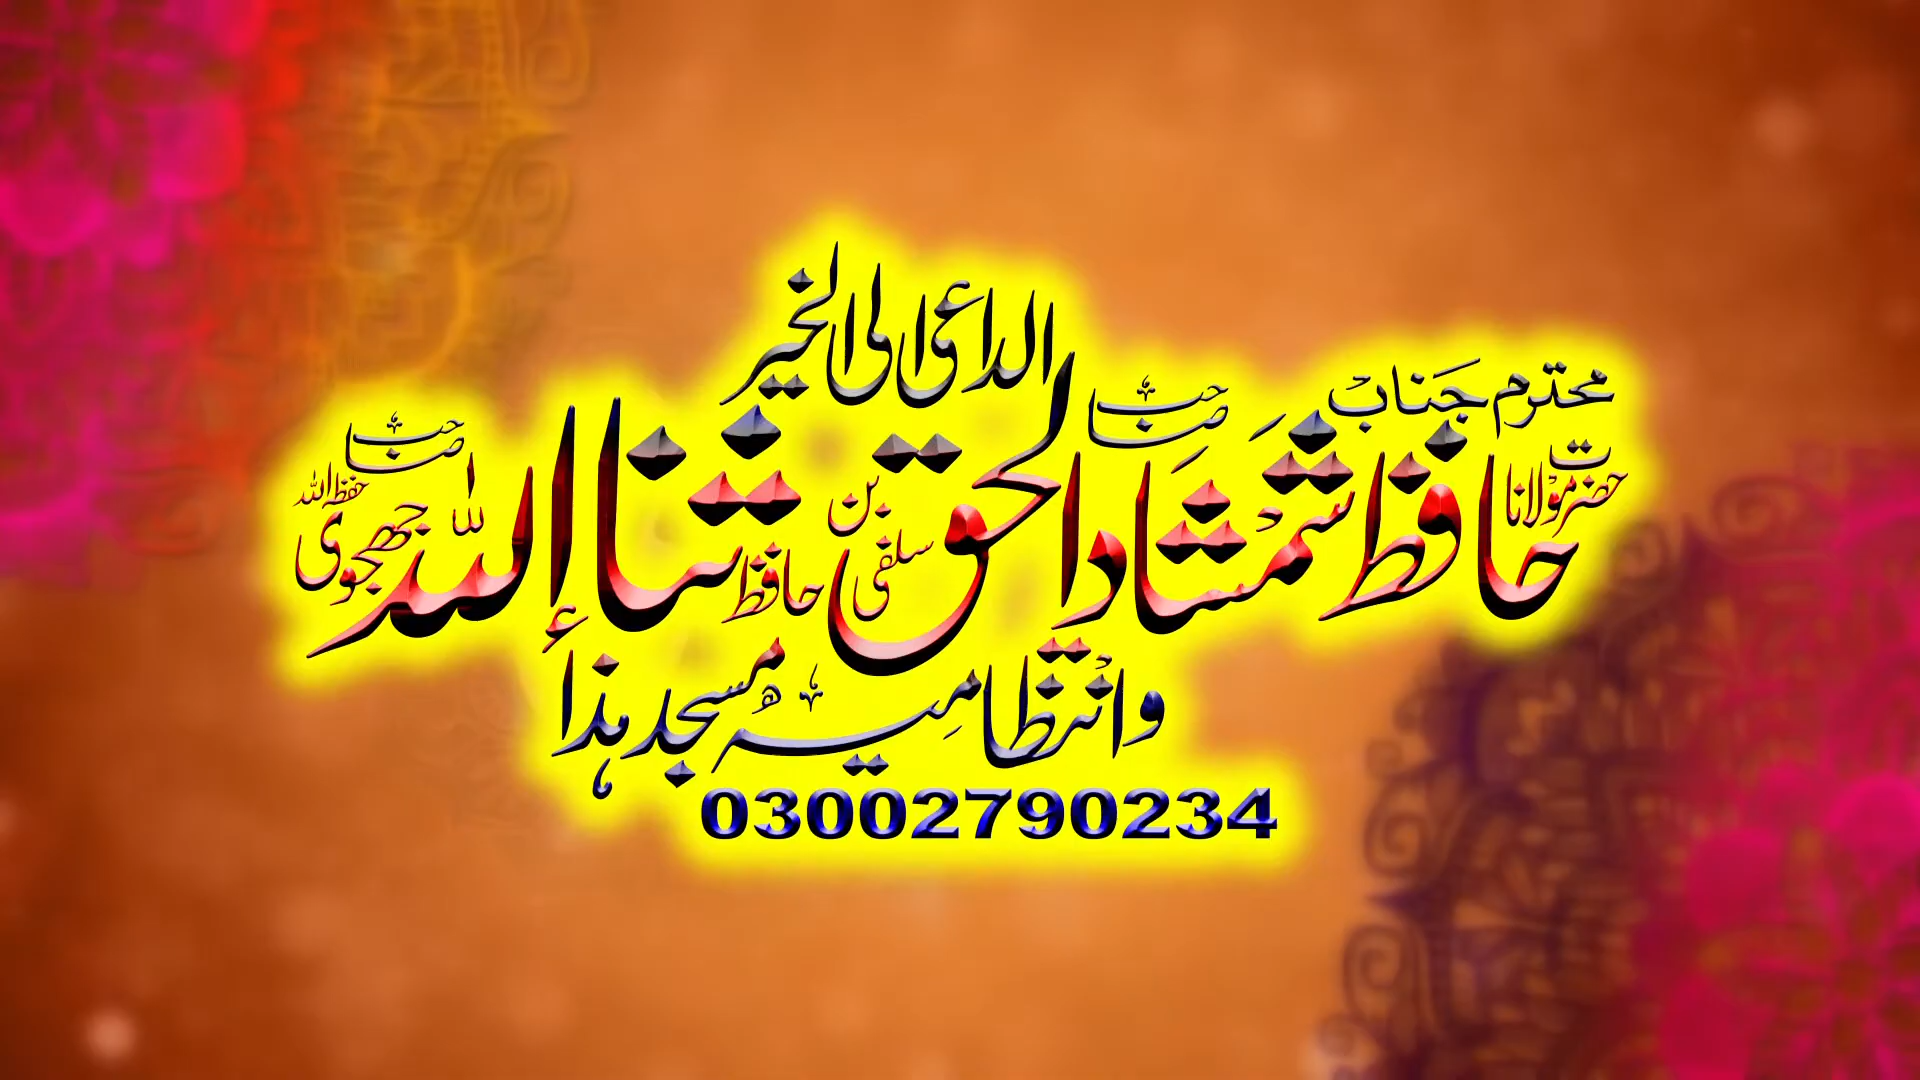 الداعی الی الخیر
محترم جناب حضرت مولانا حافظ شمشاد الحق سلفی صاحب بن حافظ ثناء اللہ جھجوی صاحب حفظہ اللہ
وانتظامیہ مسجد ہذا
03002790234